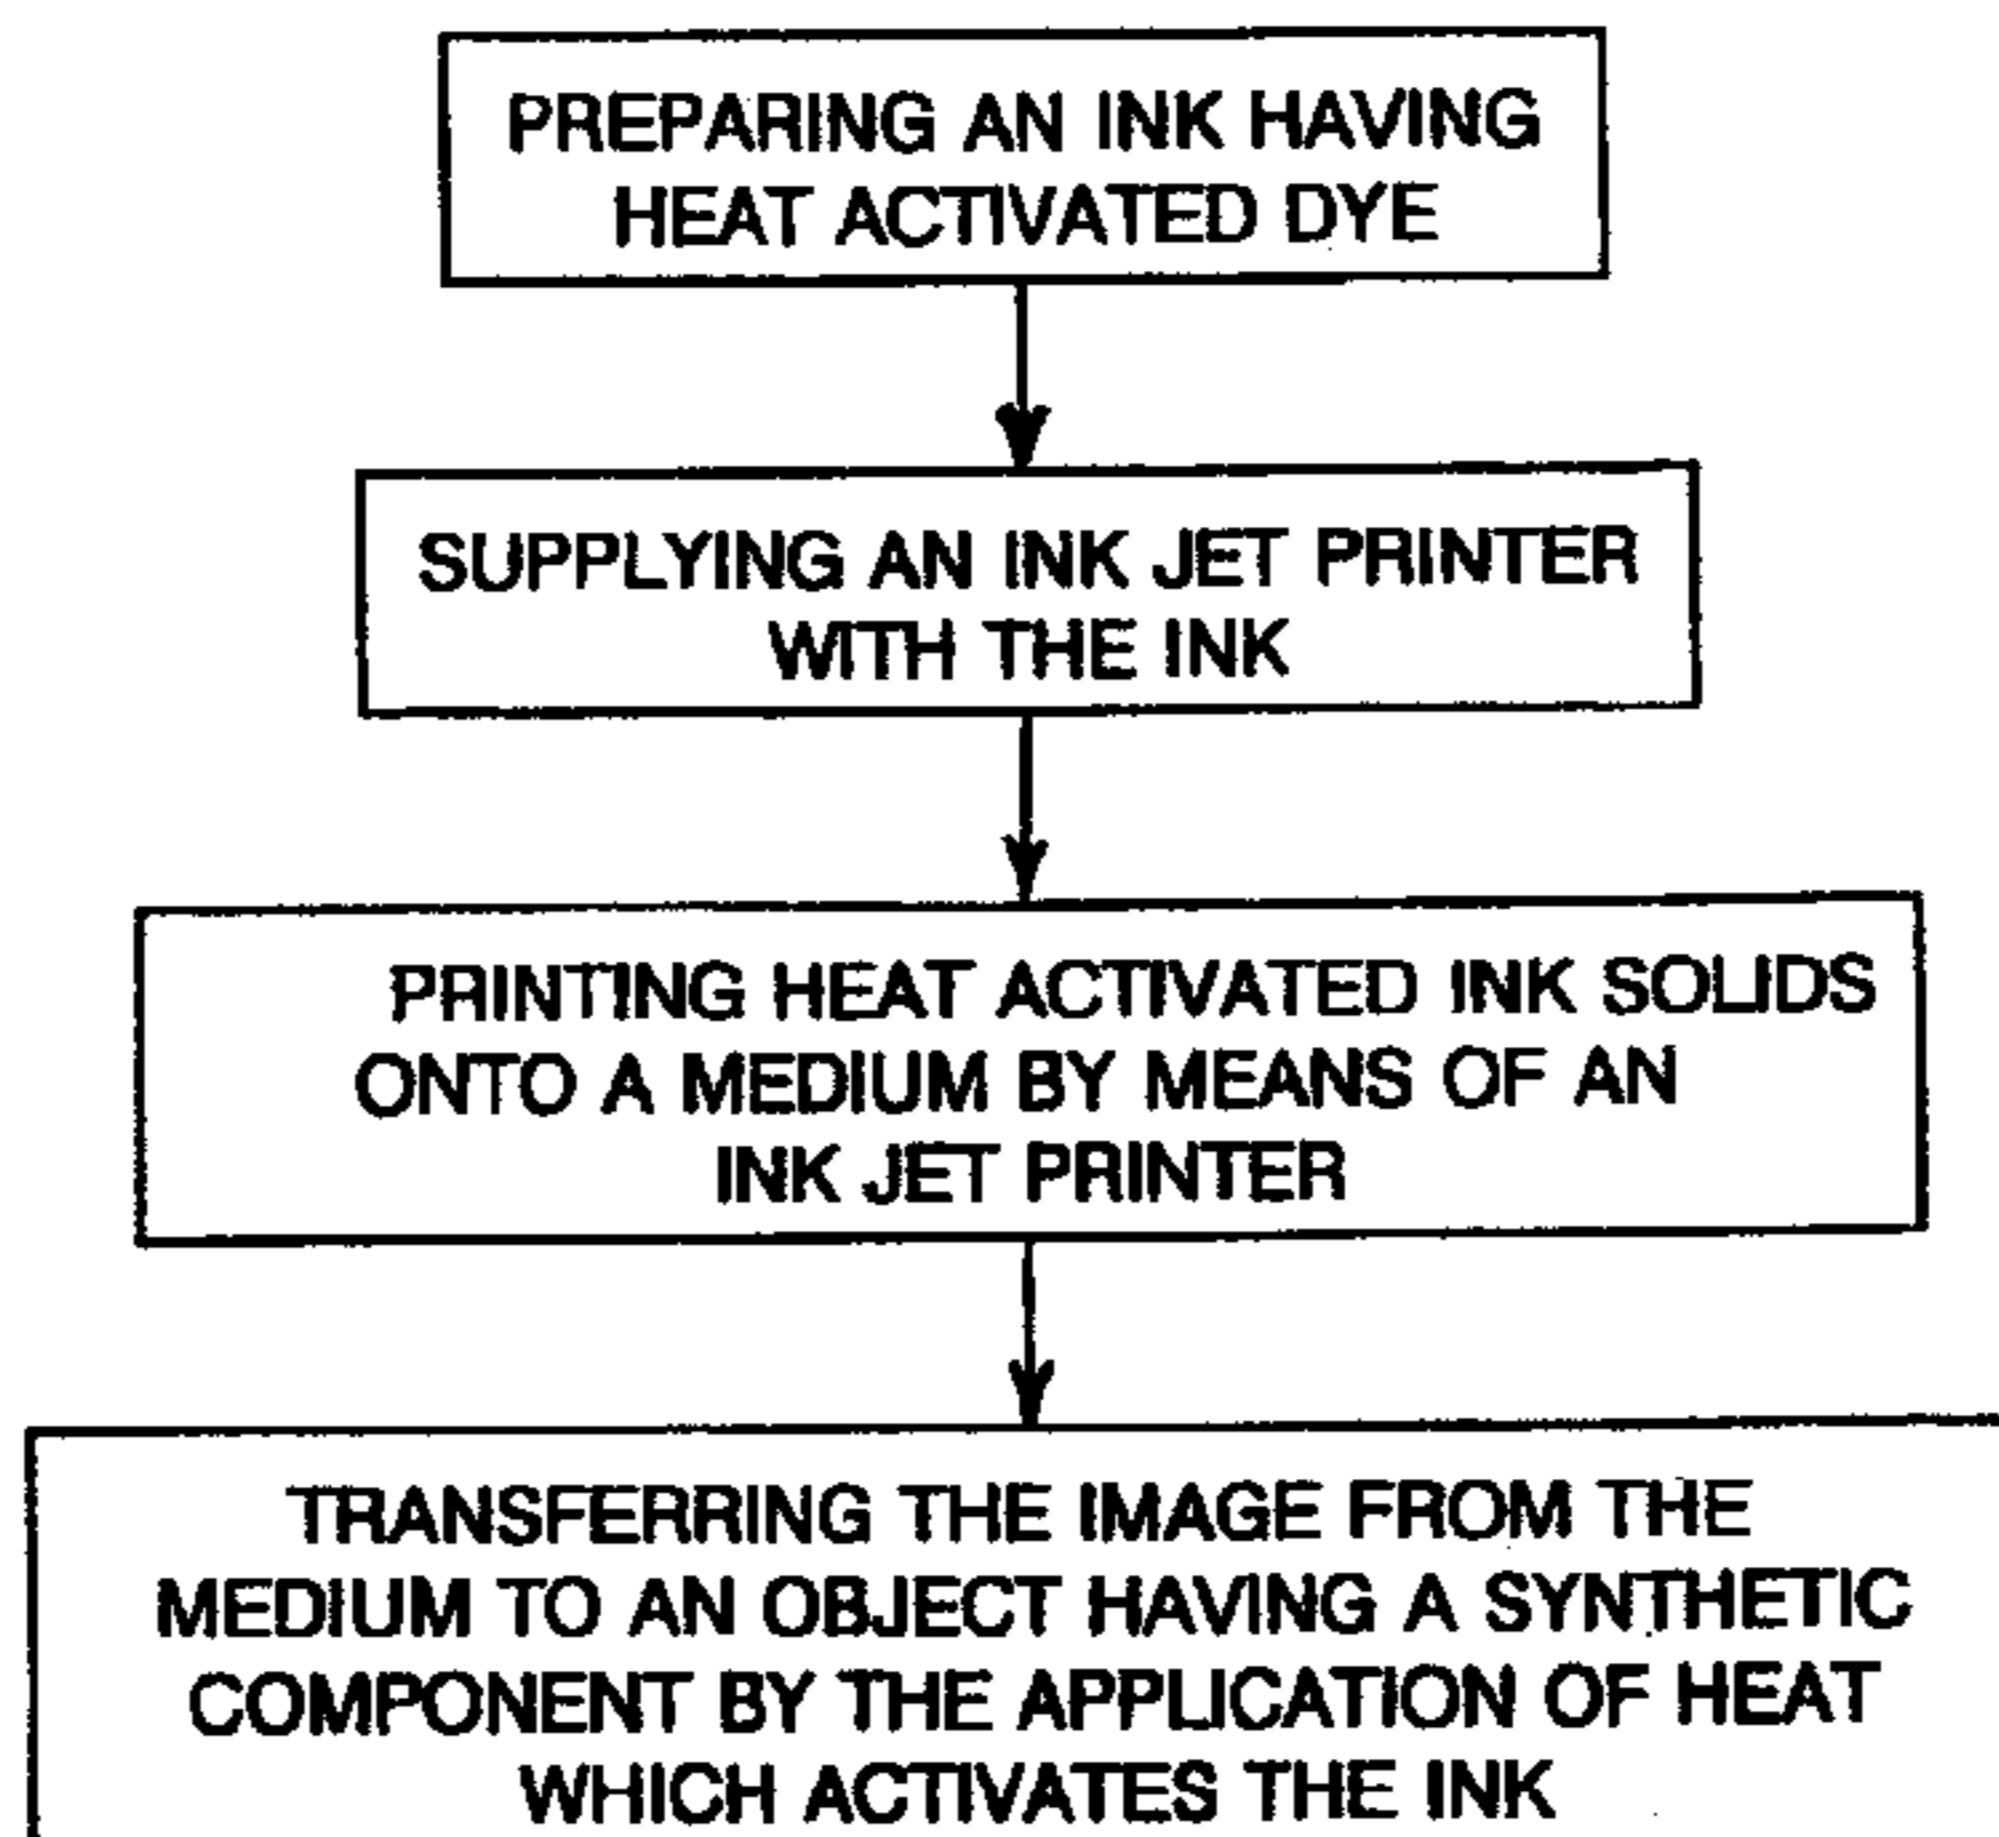 PREPARING AN INK HAVING
HEAT ACTIVATED DYE
SUPPLYING AN INK JET PRINTER
WITH THE INK
PRINTING HEAT ACTIVATED INK SOLIDS
ONTO A MEDIUM BY MEANS OF AN
INK JET PRINTER
TRANSFERRING THE IMAGE FROM THE
MEDIUM TO AN OBJECT HAVING A SYNTHETIC
COMPONENT BY THE APPLICATION OF HEAT
WHICH ACTIVATES THE INK